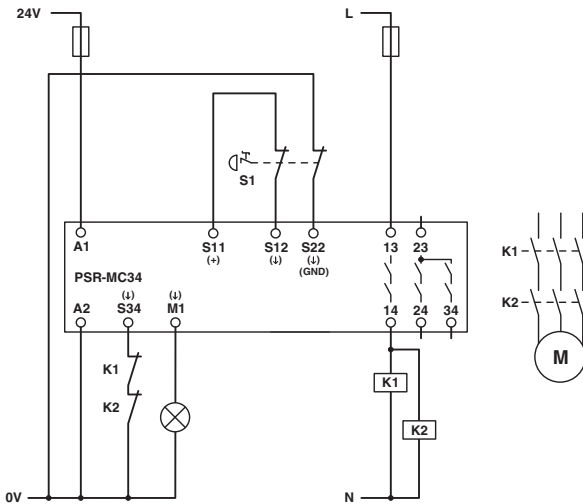 24V L
S1
A1 S11 S12 S22 13 23
(+) (↓) (↓)
(GND)
PSR-MC34
(↓) (↓)
A2 S34 M1 14 24 34
K1
K2
K1
K2
K1
K2
M
0V N